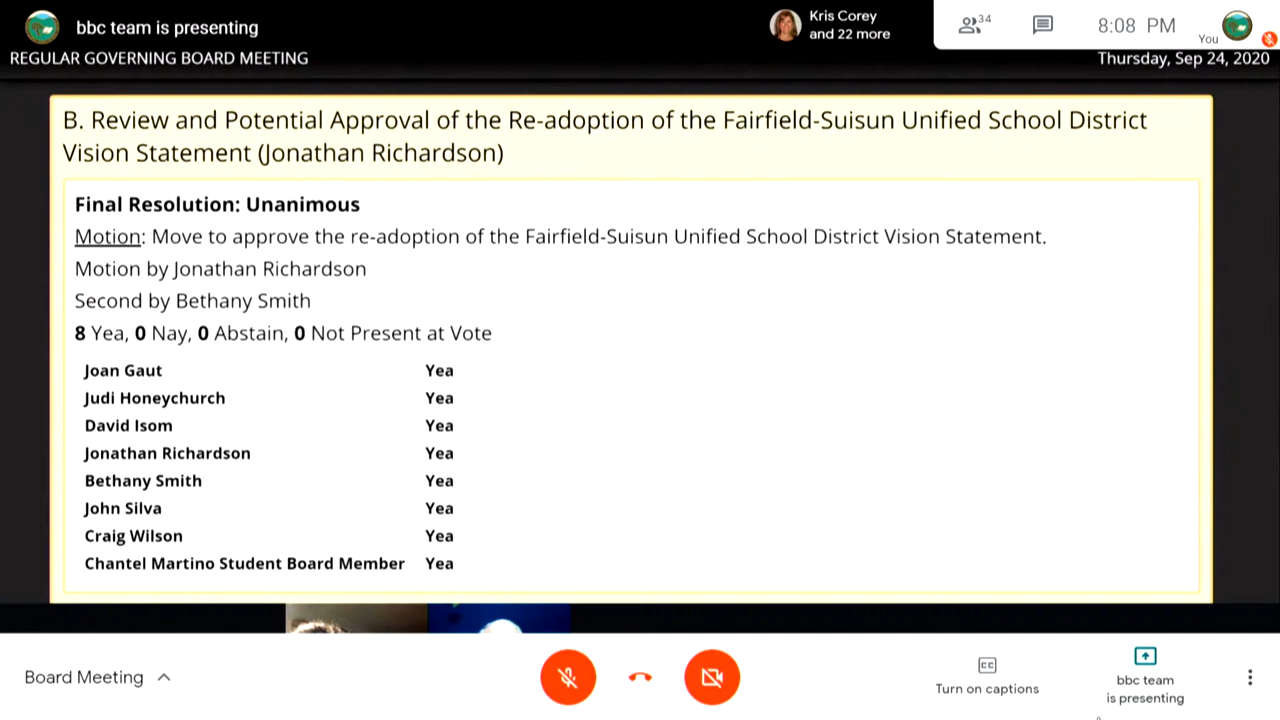 bbc team is presenting
Kris Corey
and 22 more
34
8:08 PM
You
REGULAR GOVERNING BOARD MEETING
Thursday, Sep 24, 2020
B. Review and Potential Approval of the Re-adoption of the Fairfield-Suisun Unified School District
Vision Statement (Jonathan Richardson)
Final Resolution: Unanimous
Motion: Move to approve the re-adoption of the Fairfield-Suisun Unified School District Vision Statement.
Motion by Jonathan Richardson
Second by Bethany Smith
8 Yea, 0 Nay, 0 Abstain, 0 Not Present at Vote
Joan Gaut Yea
Judi Honeychurch Yea
David Isom Yea
Jonathan Richardson Yea
Bethany Smith Yea
John Silva Yea
Craig Wilson Yea
Chantel Martino Student Board Member Yea
Board Meeting
CC
Turn on captions
bbc team
is presenting